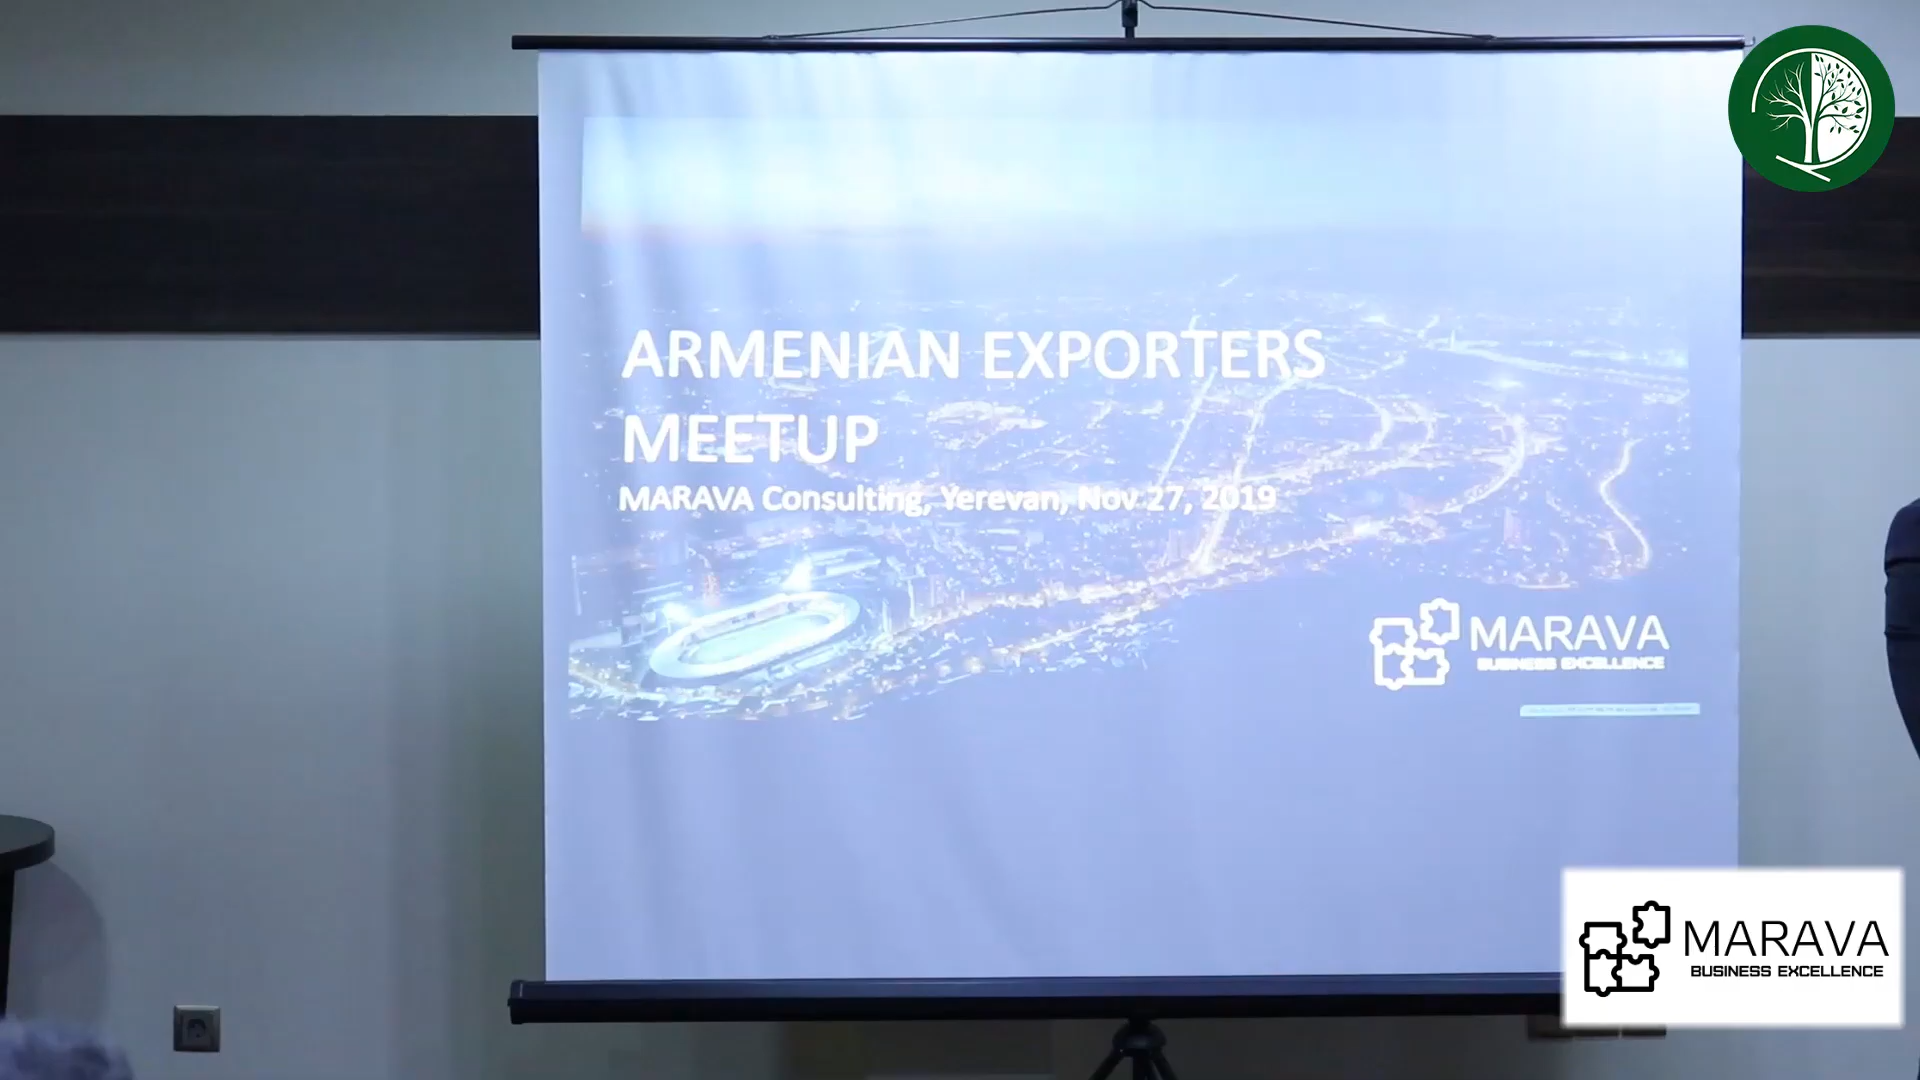 ARMENIAN EXPORTERS
MEETUP
MARAVA Consulting, Yerevan, Nov 27, 2019
MARAVA
BUSINESS EXCELLENCE
MARAVA
BUSINESS EXCELLENCE